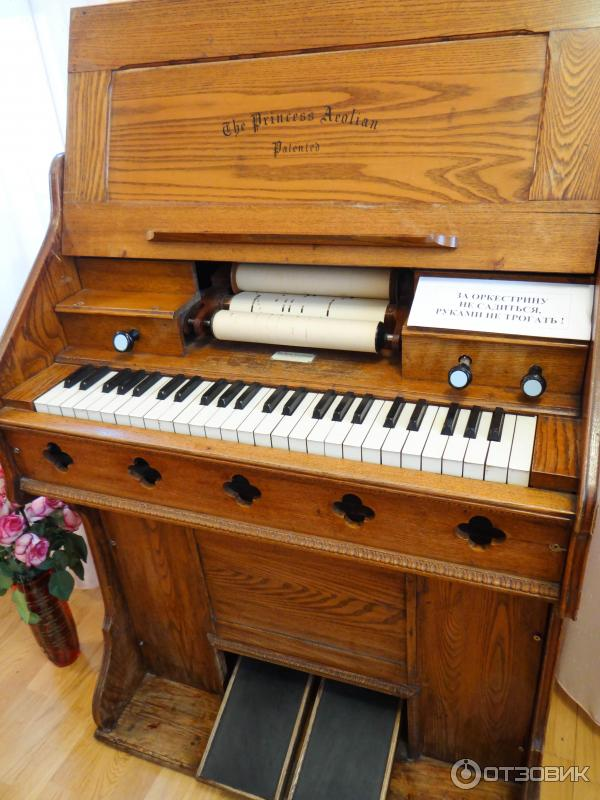 The Princess Aeolian
Patented
ЗА ОРКЕСТРИНУ
НЕ САДИТЬСЯ,
РУКАМИ НЕ ТРОГАТЬ!
ОТЗОВИК